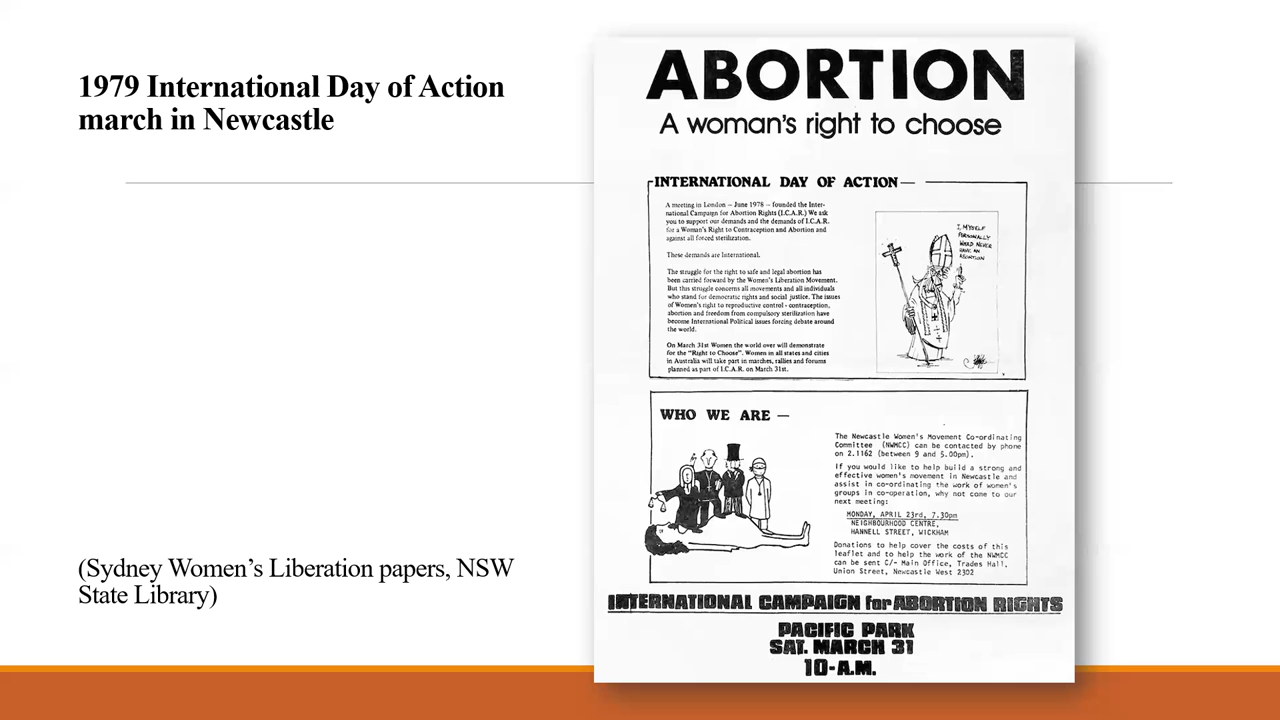 1979 International Day of Action
march in Newcastle
(Sydney Women's Liberation papers, NSW
State Library)
ABORTION
A woman's right to choose
INTERNATIONAL DAY OF ACTION—
A meeting in London – June 1978 – founded the Inter-
national Campaign for Abortion Rights (I.C.A.R.) We ask
you to support our demands and the demands of I.C.A.R.
for a Woman's Right to Contraception and Abortion and
against all forced sterilization.
These demands are International.
The struggle for the right to safe and legal abortion has
been carried forward by the Women's Liberation Movement.
But this struggle concerns all movements and all individuals
who stand for democratic rights and social justice. The issues
of Women's right to reproductive control - contraception,
abortion and freedom from compulsory sterilization have
become International Political issues forcing debate around
the world.
On March 31st Women the world over will demonstrate
for the "Right to Choose". Women in all states and cities
in Australia will take part in marches, rallies and forums
planned as part of I.C.A.R. on March 31st.
I, MYSELF
PERSONALLY
WOULD NEVER
HAVE AN
ABORTION
WHO WE ARE —
The Newcastle Women's Movement Co-ordinating
Committee (NWMCC) can be contacted by phone
on 2.1162 (between 9 and 5.00pm).
If you would like to help build a strong and
effective women's movement in Newcastle and
assist in co-ordinating the work of women's
groups in co-operation, why not come to our
next meeting:
MONDAY, APRIL 23rd, 7.30pm
NEIGHBOURHOOD CENTRE,
HANNELL STREET, WICKHAM
Donations to help cover the costs of this
leaflet and to help the work of the NWMCC
can be sent C/- Main Office, Trades Hall,
Union Street, Newcastle West 2302
INTERNATIONAL CAMPAIGN for ABORTION RIGHTS
PACIFIC PARK
SAT. MARCH 31
10-A.M.